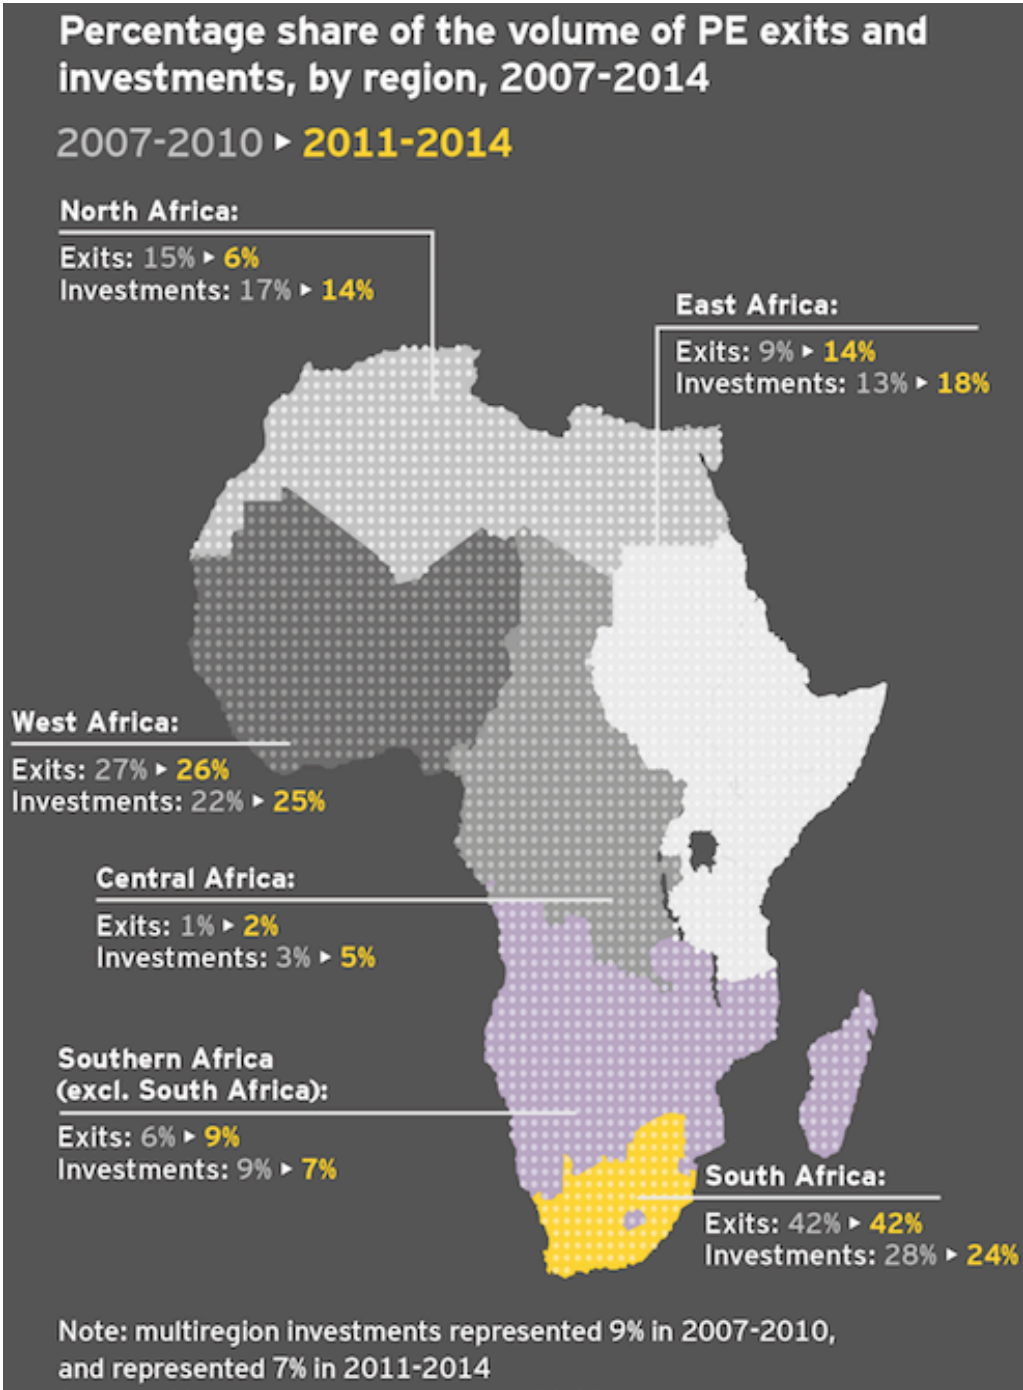 Percentage share of the volume of PE exits and
investments, by region, 2007-2014
2007-2010 ▶ 2011-2014
North Africa:
Exits: 15% ▶ 6%
Investments: 17% ▶ 14%
East Africa:
Exits: 9% ▶ 14%
Investments: 13% ▶ 18%
West Africa:
Exits: 27% ▶ 26%
Investments: 22% ▶ 25%
Central Africa:
Exits: 1% ▶ 2%
Investments: 3% ▶ 5%
Southern Africa
(excl. South Africa):
Exits: 6% ▶ 9%
Investments: 9% ▶ 7%
South Africa:
Exits: 42% ▶ 42%
Investments: 28% ▶ 24%
Note: multiregion investments represented 9% in 2007-2010,
and represented 7% in 2011-2014